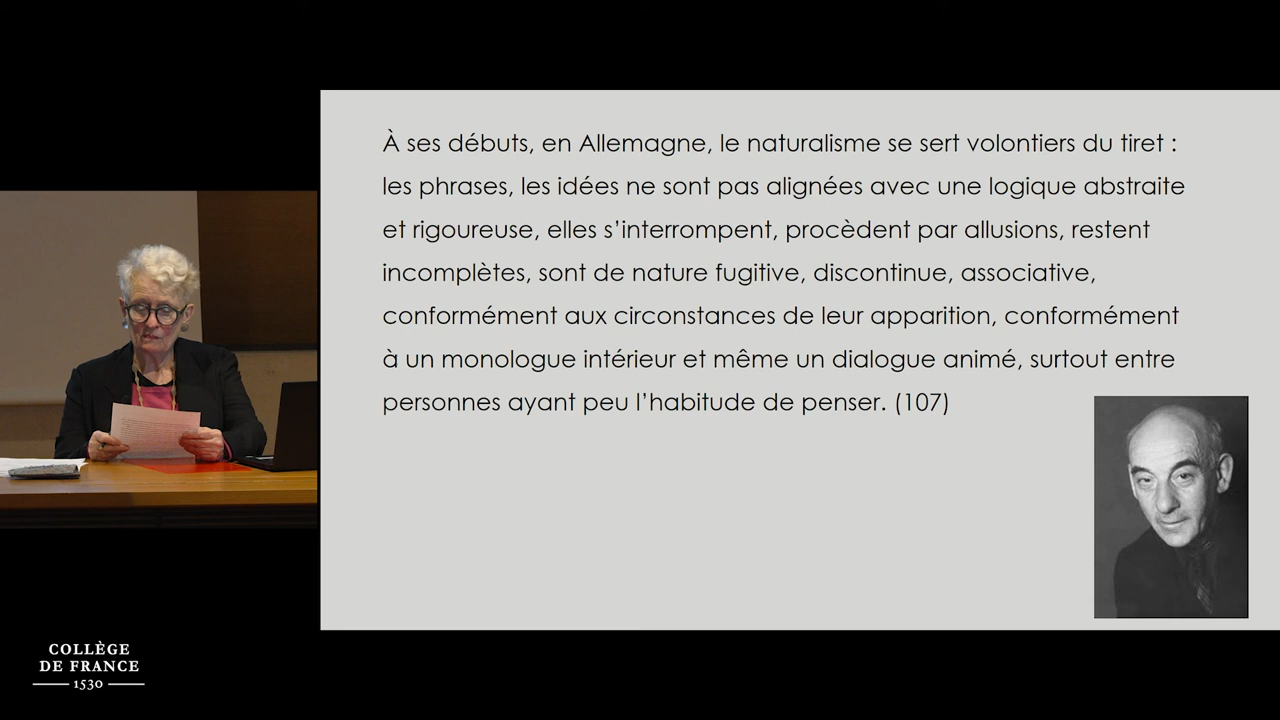 À ses débuts, en Allemagne, le naturalisme se sert volontiers du tiret :
les phrases, les idées ne sont pas alignées avec une logique abstraite
et rigoureuse, elles s’interrompent, procèdent par allusions, restent
incomplètes, sont de nature fugitive, discontinue, associative,
conformément aux circonstances de leur apparition, conformément
à un monologue intérieur et même un dialogue animé, surtout entre
personnes ayant peu l’habitude de penser. (107)
COLLÈGE
DE FRANCE
1530